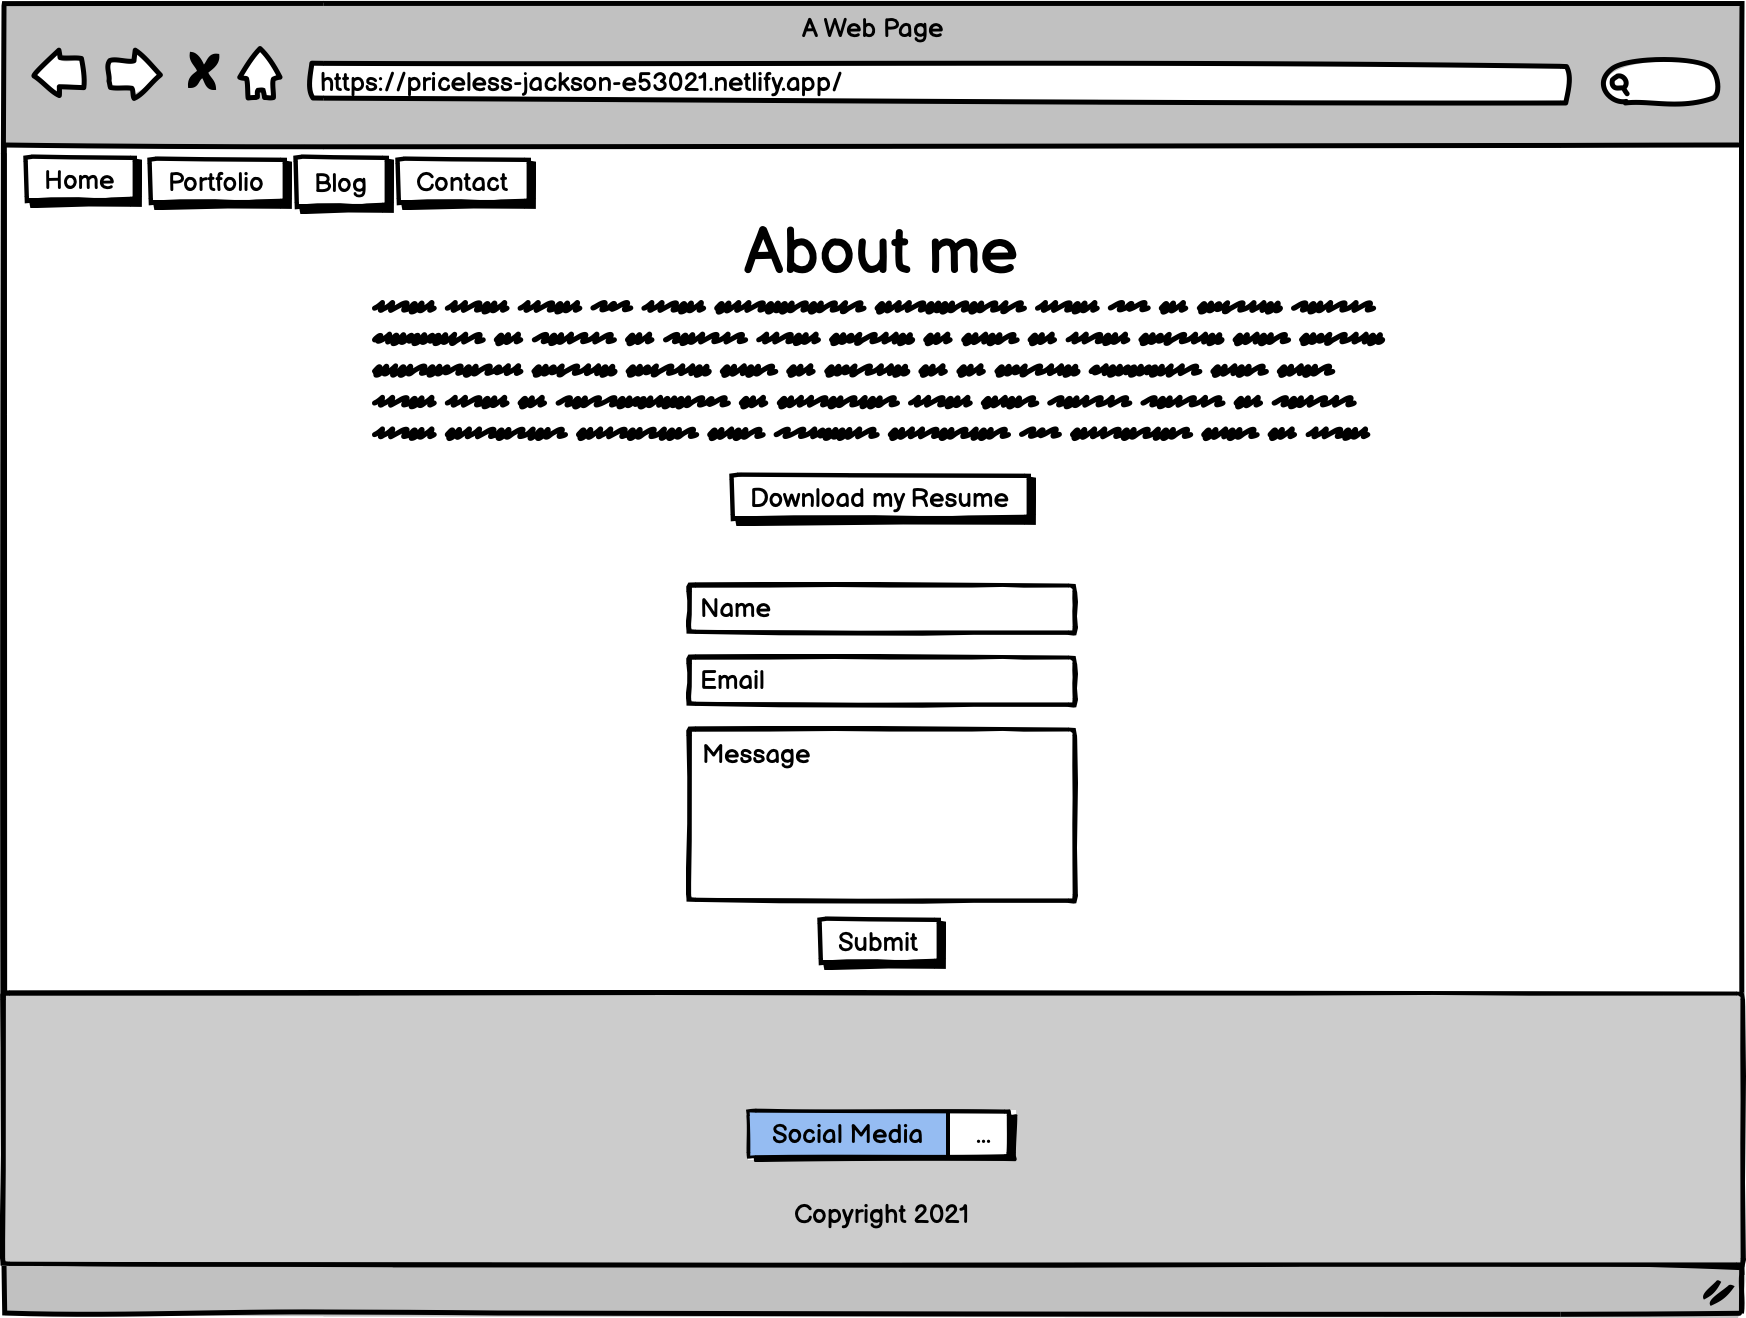 A Web Page
https://priceless-jackson-e53021.netlify.app/
Home Portfolio Blog Contact
About me
Download my Resume
Name
Email
Message
Submit
Social Media ...
Copyright 2021